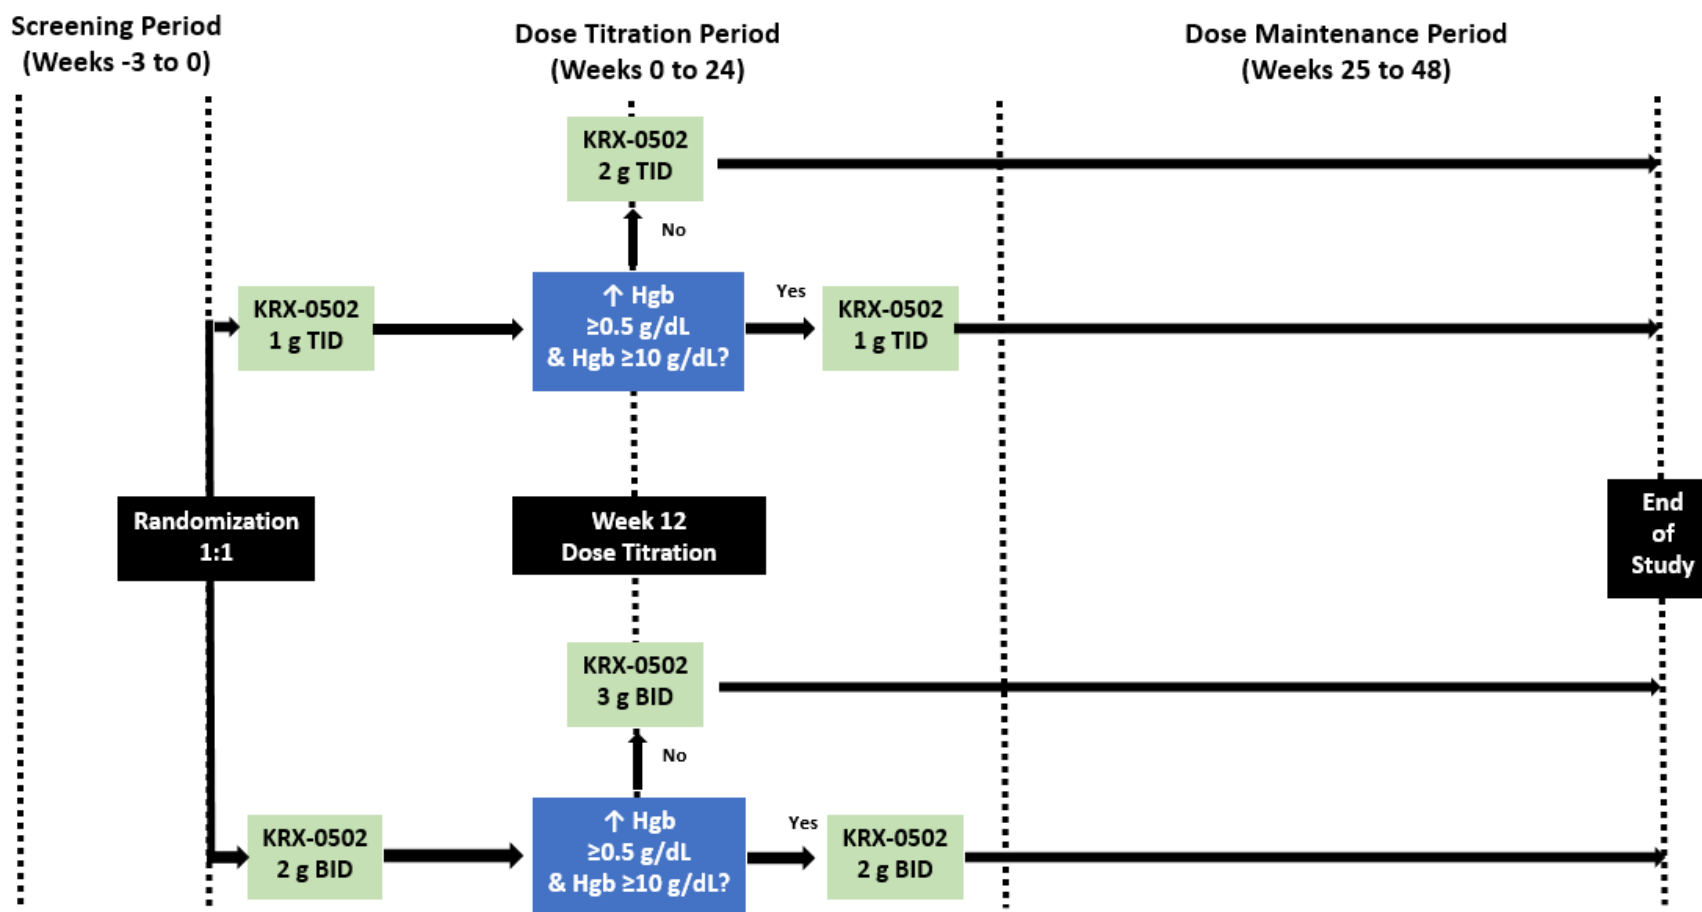 Screening Period
(Weeks -3 to 0)
Dose Titration Period
(Weeks 0 to 24)
Dose Maintenance Period
(Weeks 25 to 48)
KRX-0502
2 g TID
No
KRX-0502
1 g TID
↑ Hgb
≥0.5 g/dL
& Hgb ≥10 g/dL?
Yes
KRX-0502
1 g TID
Randomization
1:1
Week 12
Dose Titration
End
of
Study
KRX-0502
3 g BID
No
KRX-0502
2 g BID
↑ Hgb
≥0.5 g/dL
& Hgb ≥10 g/dL?
Yes
KRX-0502
2 g BID